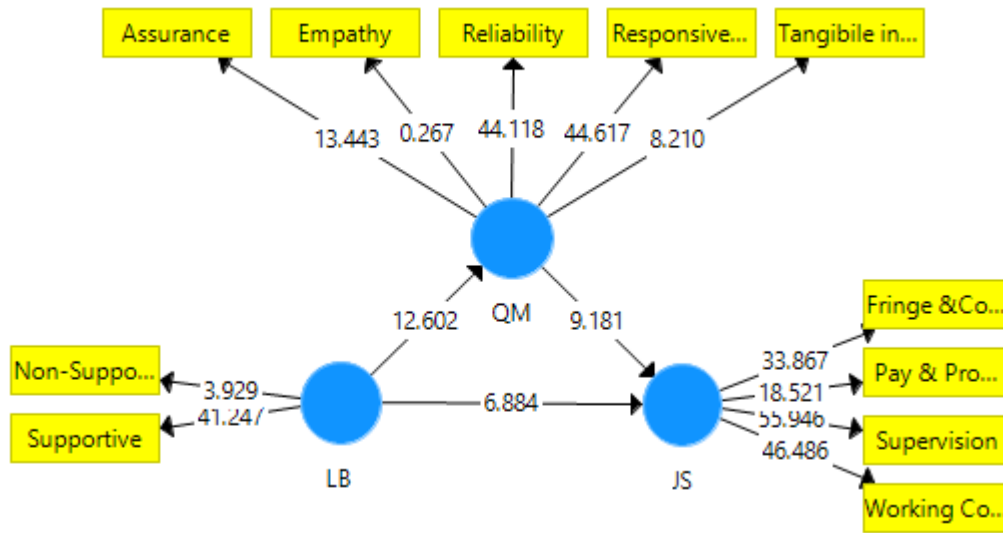 Assurance
Empathy
Reliability
Responsive...
Tangibile in...
13.443
0.267
44.118
44.617
8.210
QM
12.602
9.181
Fringe &Co...
33.867
Non-Suppo...
3.929
Pay & Pro...
18.521
6.884
Supportive
41.247
55.946
Supervision
46.486
LB
JS
Working Co...